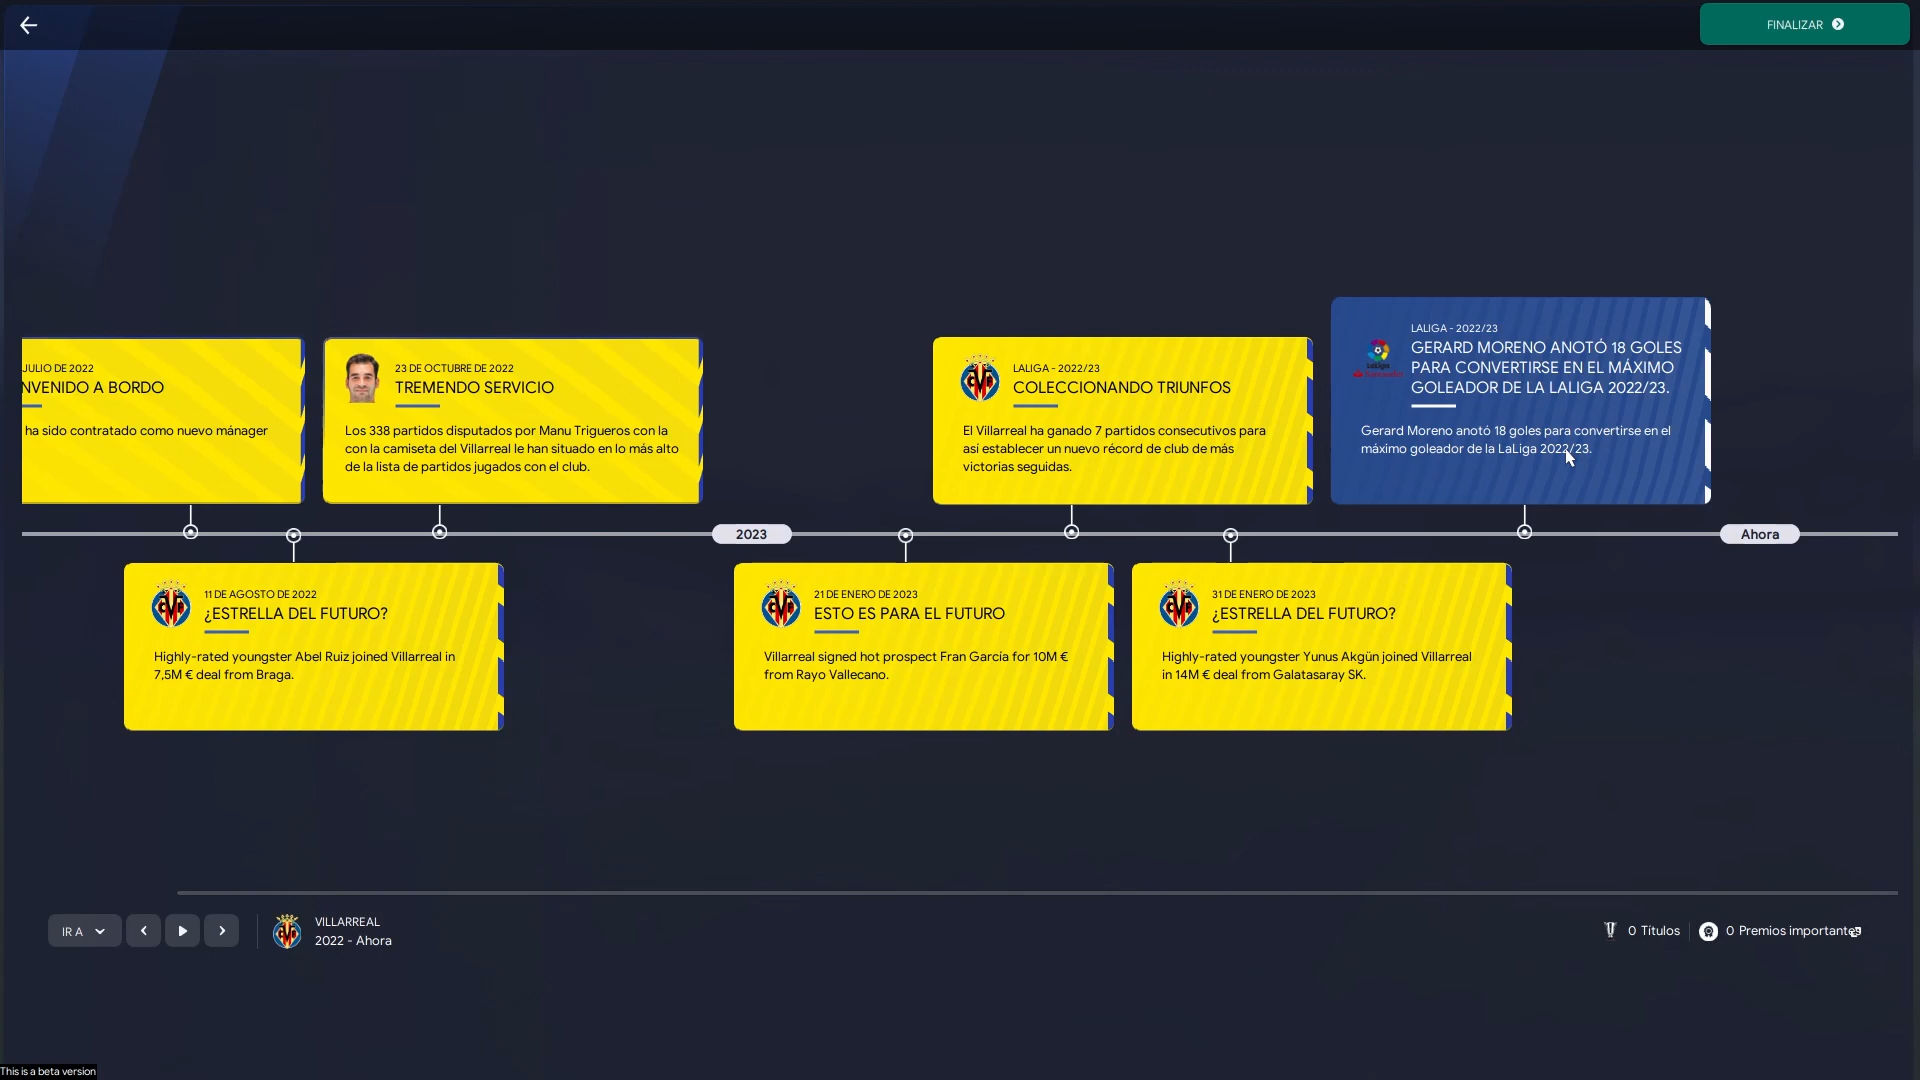 FINALIZAR
JULIO DE 2022
NVENIDO A BORDO
ha sido contratado como nuevo mánager
23 DE OCTUBRE DE 2022
TREMENDO SERVICIO
Los 338 partidos disputados por Manu Trigueros con la
con la camiseta del Villarreal le han situado en lo más alto
de la lista de partidos jugados con el club.
LALIGA - 2022/23
COLECCIONANDO TRIUNFOS
El Villarreal ha ganado 7 partidos consecutivos para
así establecer un nuevo récord de club de más
victorias seguidas.
LALIGA - 2022/23
GERARD MORENO ANOTÓ 18 GOLES
PARA CONVERTIRSE EN EL MÁXIMO
GOLEADOR DE LA LALIGA 2022/23.
Gerard Moreno anotó 18 goles para convertirse en el
máximo goleador de la LaLiga 2022/23.
2023
Ahora
11 DE AGOSTO DE 2022
¿ESTRELLA DEL FUTURO?
Highly-rated youngster Abel Ruiz joined Villarreal in
7,5M € deal from Braga.
21 DE ENERO DE 2023
ESTO ES PARA EL FUTURO
Villarreal signed hot prospect Fran García for 10M €
from Rayo Vallecano.
31 DE ENERO DE 2023
¿ESTRELLA DEL FUTURO?
Highly-rated youngster Yunus Akgün joined Villarreal
in 14M € deal from Galatasaray SK.
IR A
VILLARREAL
2022 - Ahora
0 Títulos
0 Premios importantes
This is a beta version